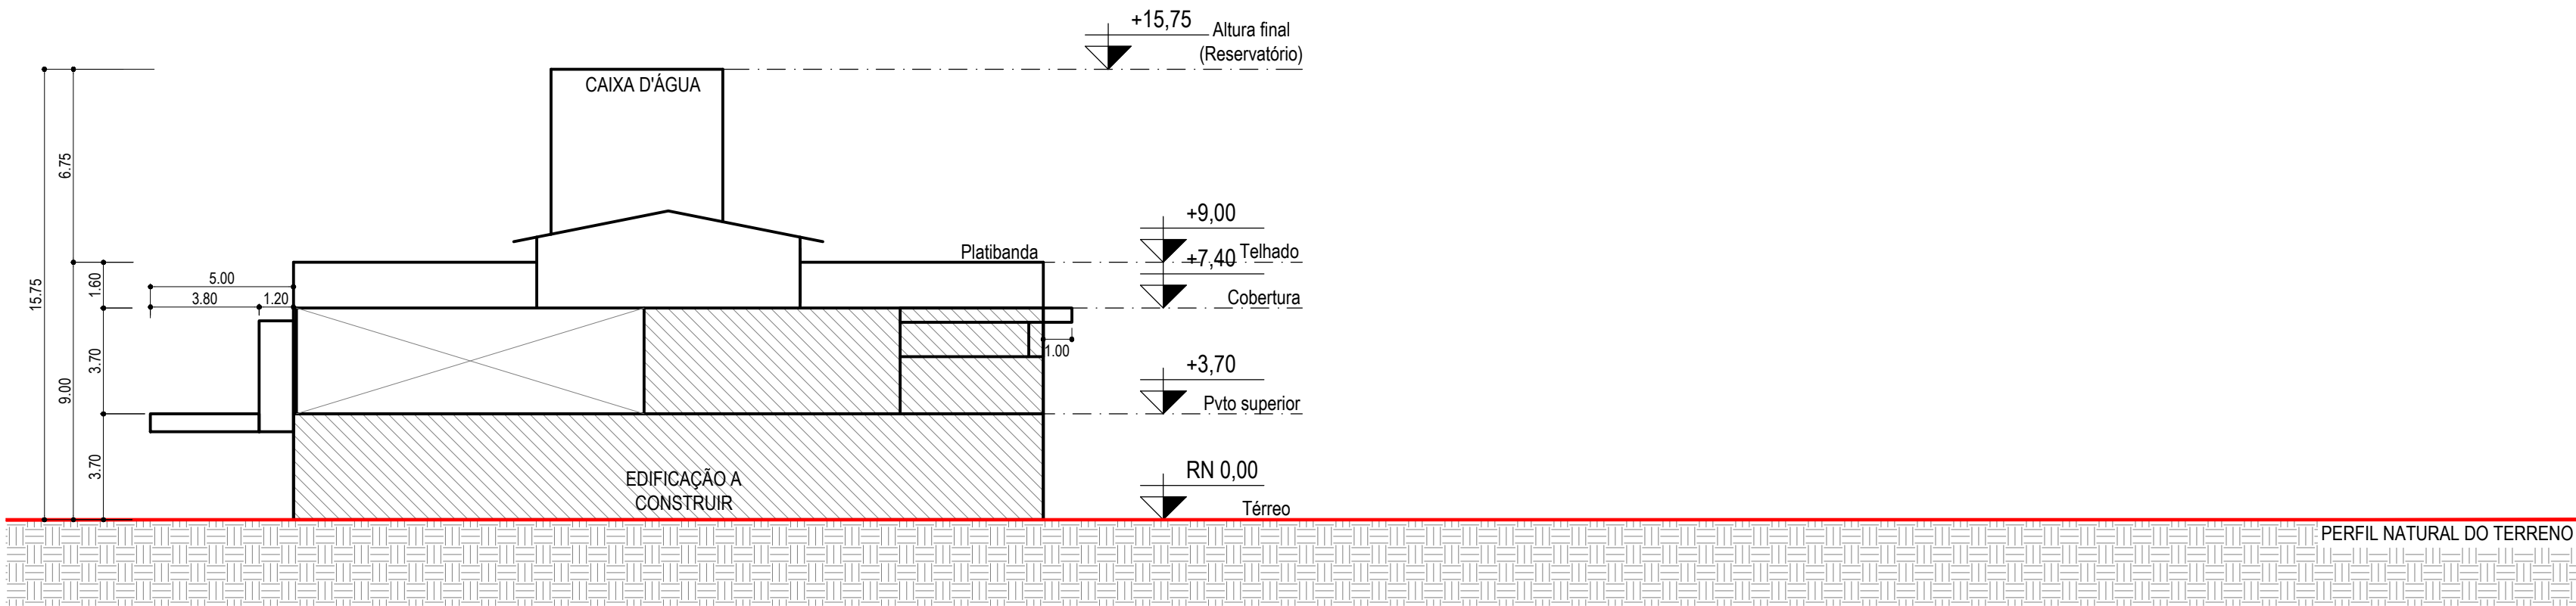 +15,75
Altura final
(Reservatório)
CAIXA D'ÁGUA
6.75
+9,00
Platibanda
Telhado
+7,40
5.00
1.60
15.75
3.80
1.20
Cobertura
1.00
3.70
+3,70
9.00
Pvto superior
3.70
RN 0,00
EDIFICAÇÃO A
CONSTRUIR
Térreo
PERFIL NATURAL DO TERRENO